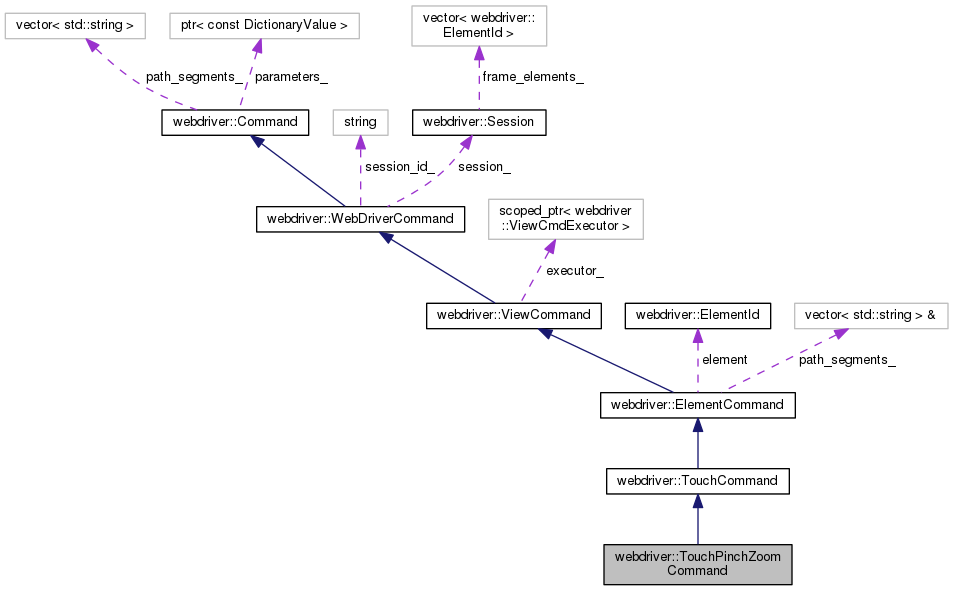 vector< std::string >
ptr< const DictionaryValue >
vector< webdriver::
ElementId >
path_segments_
parameters_
frame_elements_
webdriver::Command
string
webdriver::Session
session_id_
session_
webdriver::WebDriverCommand
scoped_ptr< webdriver
::ViewCmdExecutor >
executor_
webdriver::ViewCommand
webdriver::ElementId
vector< std::string > &
element
path_segments_
webdriver::ElementCommand
webdriver::TouchCommand
webdriver::TouchPinchZoom
Command